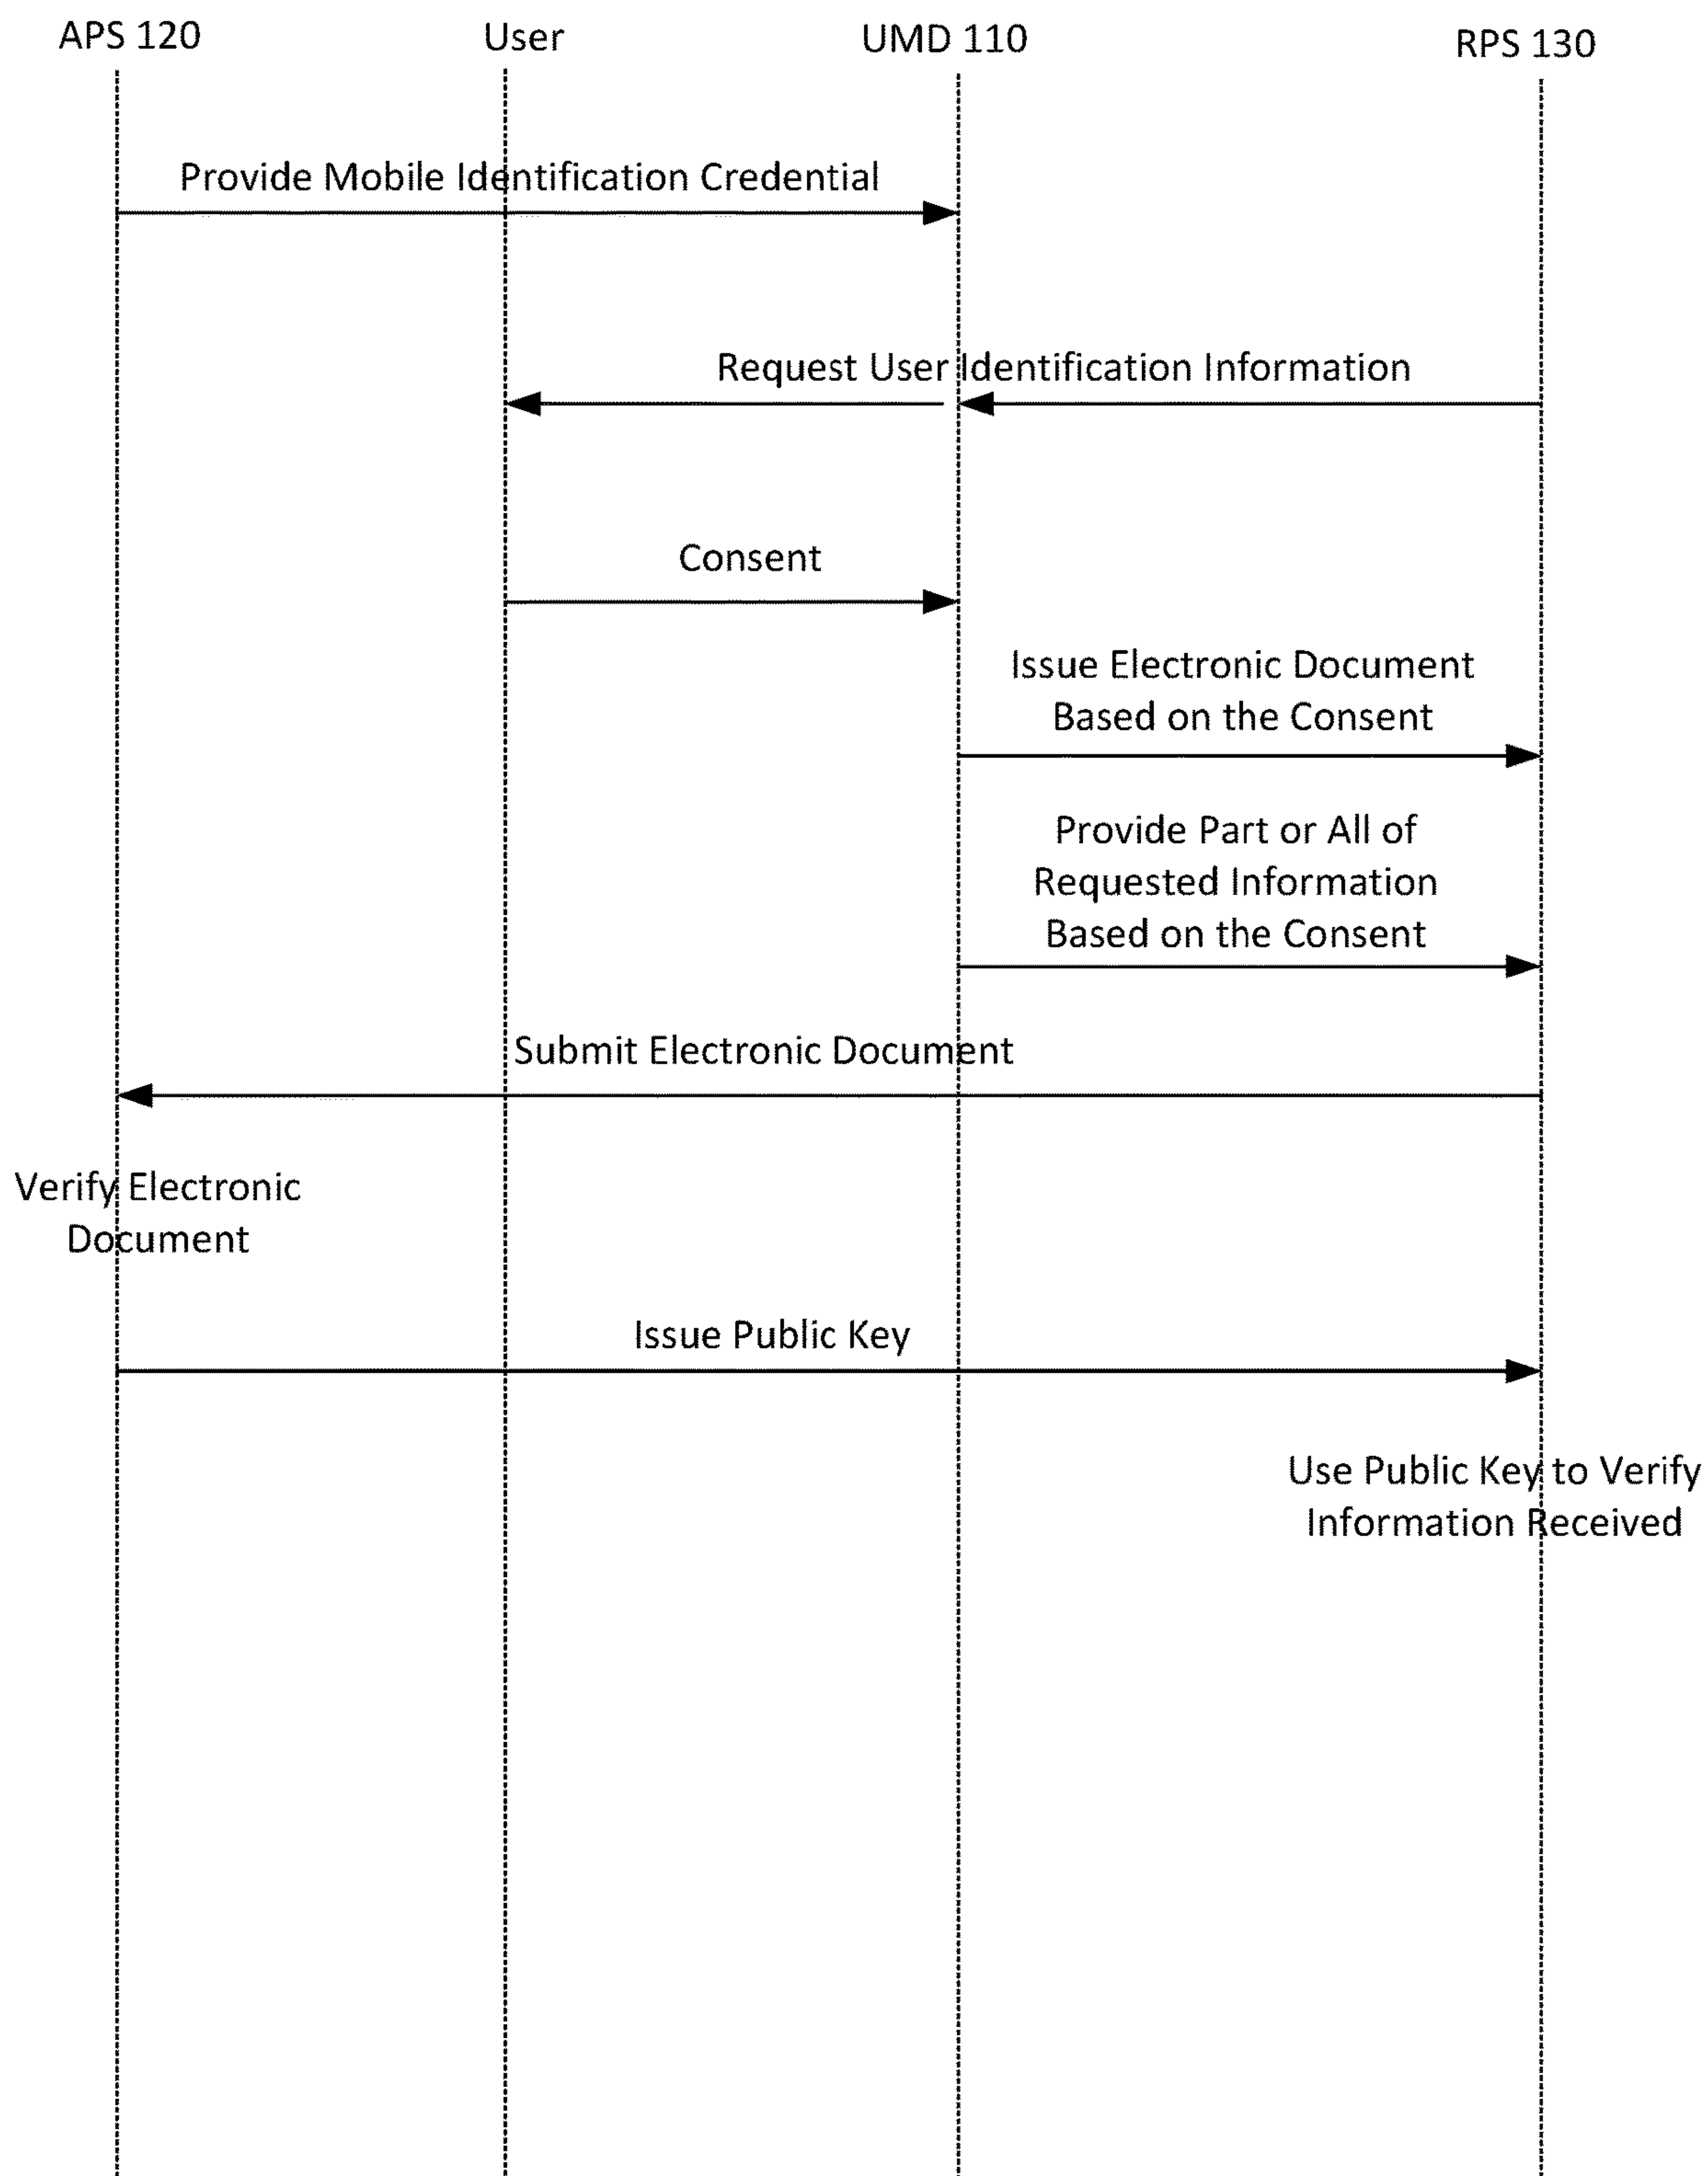 APS 120
User
UMD 110
RPS 130
Provide Mobile Identification Credential
Request User Identification Information
Consent
Issue Electronic Document
Based on the Consent
Provide Part or All of
Requested Information
Based on the Consent
Submit Electronic Document
Verify Electronic
Document
Issue Public Key
Use Public Key to Verify
Information Received